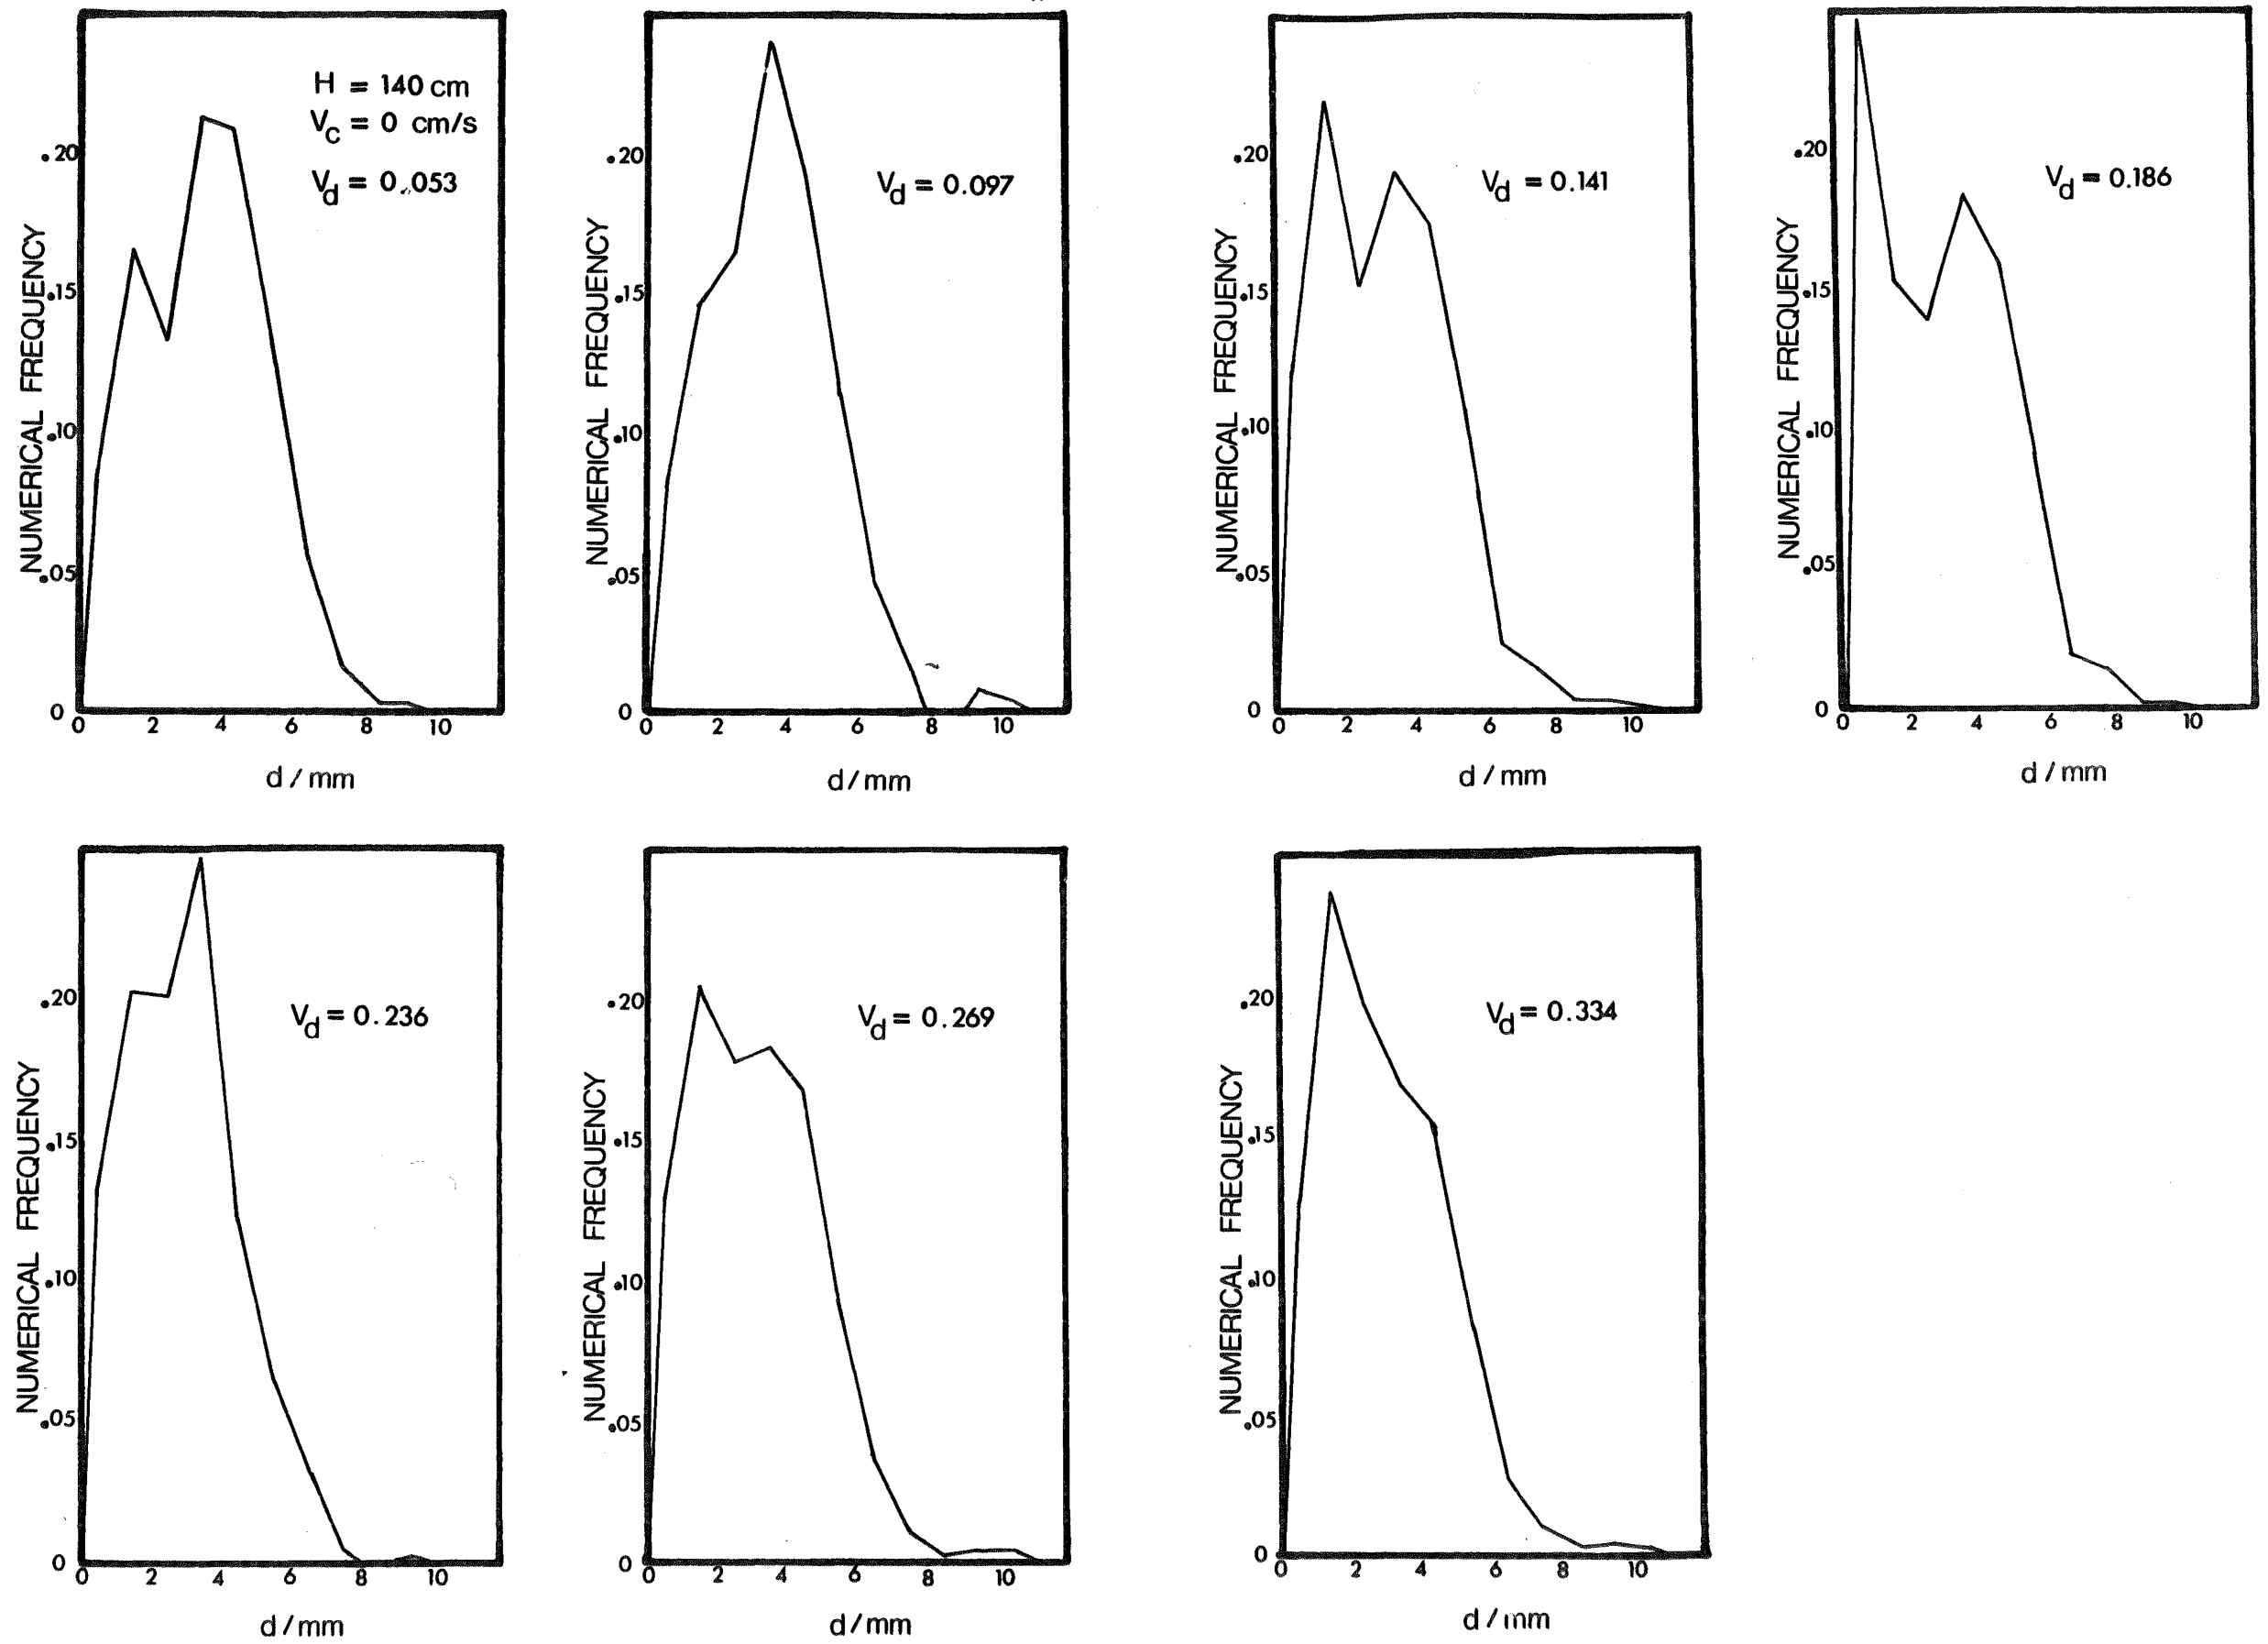 H = 140 cm
Vc = 0 cm/s
Vd = 0.053
NUMERICAL FREQUENCY
.20
.15
.10
.05
0
0 2 4 6 8 10
d / mm
Vd = 0.097
NUMERICAL FREQUENCY
.20
.15
.10
.05
0
0 2 4 6 8 10
d / mm
Vd = 0.141
NUMERICAL FREQUENCY
.20
.15
.10
.05
0
0 2 4 6 8 10
d / mm
Vd = 0.186
NUMERICAL FREQUENCY
.20
.15
.10
.05
0
0 2 4 6 8 10
d / mm
Vd = 0.236
NUMERICAL FREQUENCY
.20
.15
.10
.05
0
0 2 4 6 8 10
d / mm
Vd = 0.269
NUMERICAL FREQUENCY
.20
.15
.10
.05
0
0 2 4 6 8 10
d / mm
Vd = 0.334
NUMERICAL FREQUENCY
.20
.15
.10
.05
0
0 2 4 6 8 10
d / mm